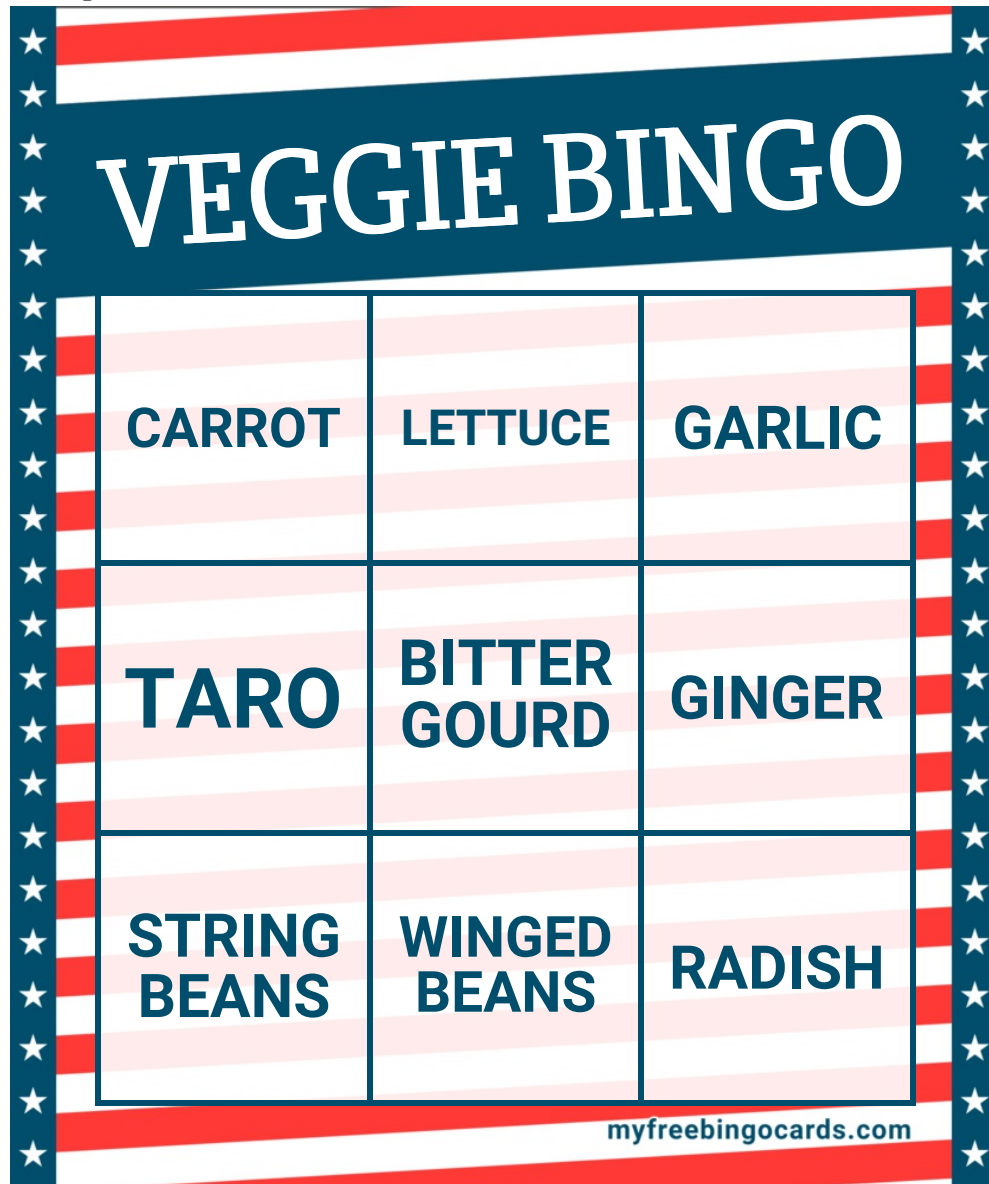 VEGGIE BINGO
CARROT
LETTUCE
GARLIC
TARO
BITTER
GOURD
GINGER
STRING
BEANS
WINGED
BEANS
RADISH
myfreebingocards.com